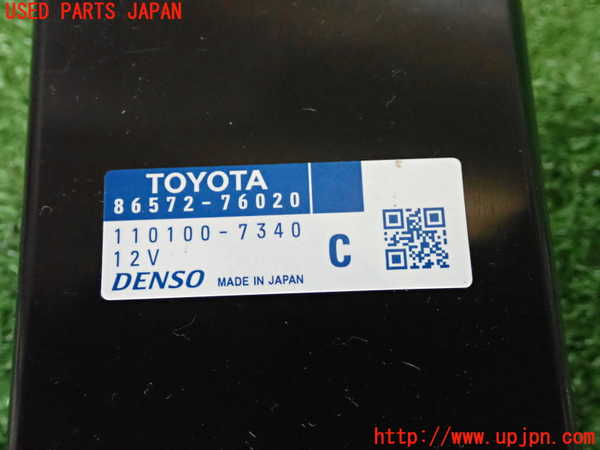 USED PARTS JAPAN
TOYOTA
86572-76020
110100-7340
12V
C
DENSO MADE IN JAPAN
http://www.upjpn.com/